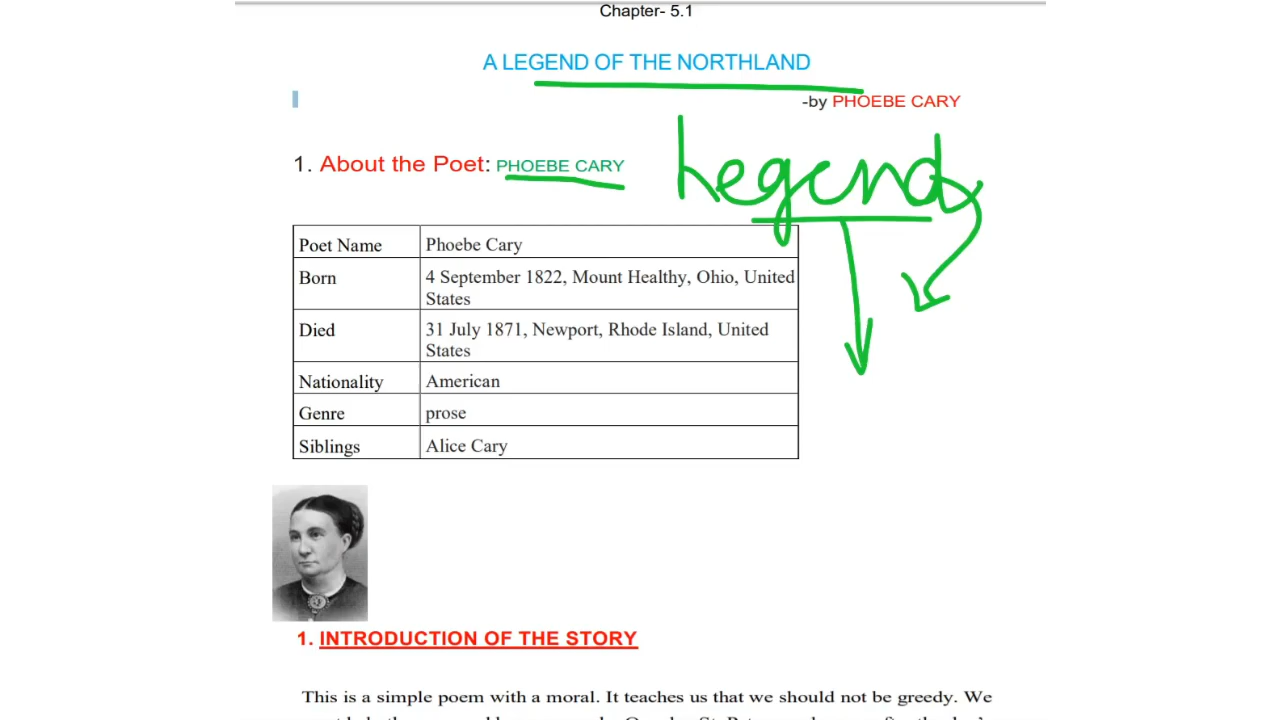 Chapter- 5.1
A LEGEND OF THE NORTHLAND
-by PHOEBE CARY
1. About the Poet: PHOEBE CARY
Legend
Poet Name Phoebe Cary
Born 4 September 1822, Mount Healthy, Ohio, United
States
Died 31 July 1871, Newport, Rhode Island, United
States
Nationality American
Genre prose
Siblings Alice Cary
1. INTRODUCTION OF THE STORY
This is a simple poem with a moral. It teaches us that we should not be greedy. We